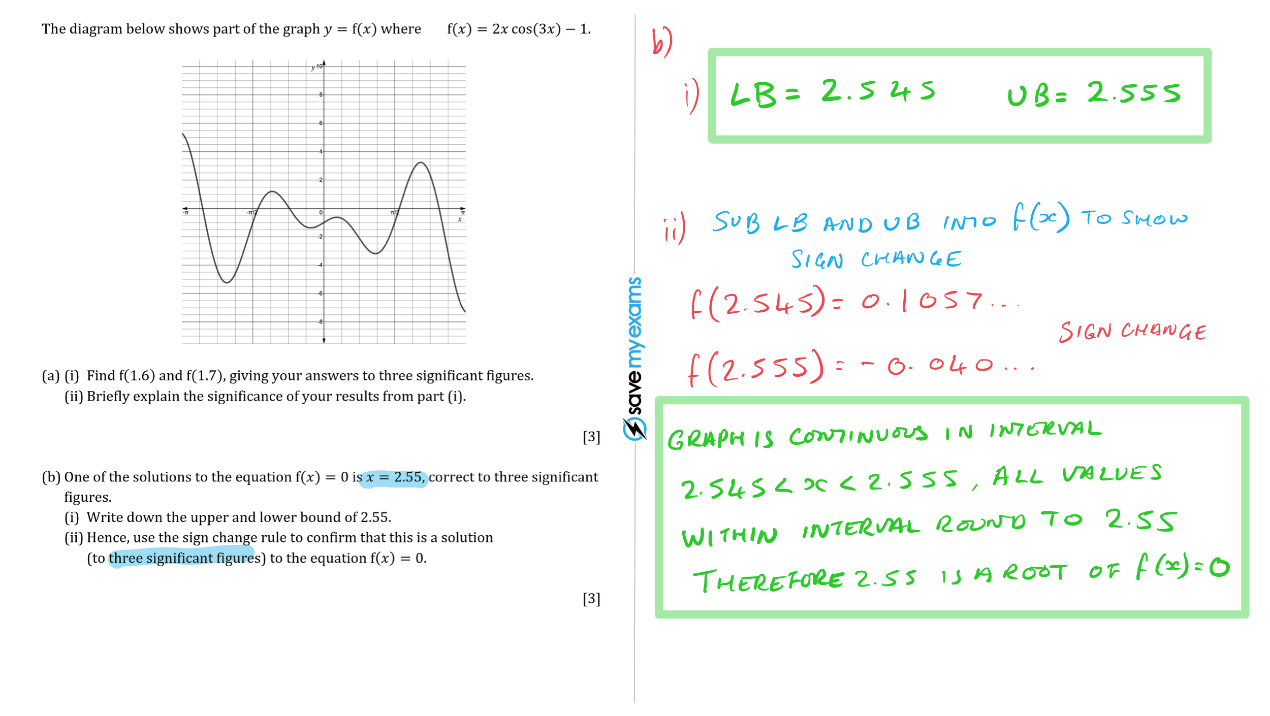 The diagram below shows part of the graph y = f(x) where f(x) = 2x cos(3x) − 1.
y
10
8
6
4
2
0
-2
-4
-6
-8
-π
-π/2
π/2
π
x
(a) (i) Find f(1.6) and f(1.7), giving your answers to three significant figures.
(ii) Briefly explain the significance of your results from part (i).
[3]
(b) One of the solutions to the equation f(x) = 0 is x = 2.55, correct to three significant
figures.
(i) Write down the upper and lower bound of 2.55.
(ii) Hence, use the sign change rule to confirm that this is a solution
(to three significant figures) to the equation f(x) = 0.
[3]
savemyexams
b)
i) LB = 2.545 UB = 2.555
ii) SUB LB AND UB INTO f(x) TO SHOW
SIGN CHANGE
f(2.545) = 0.1057...
SIGN CHANGE
f(2.555) = -0.040...
GRAPH IS CONTINUOUS IN INTERVAL
2.545 < x < 2.555, ALL VALUES
WITHIN INTERVAL ROUND TO 2.55
THEREFORE 2.55 IS A ROOT OF f(x)=0